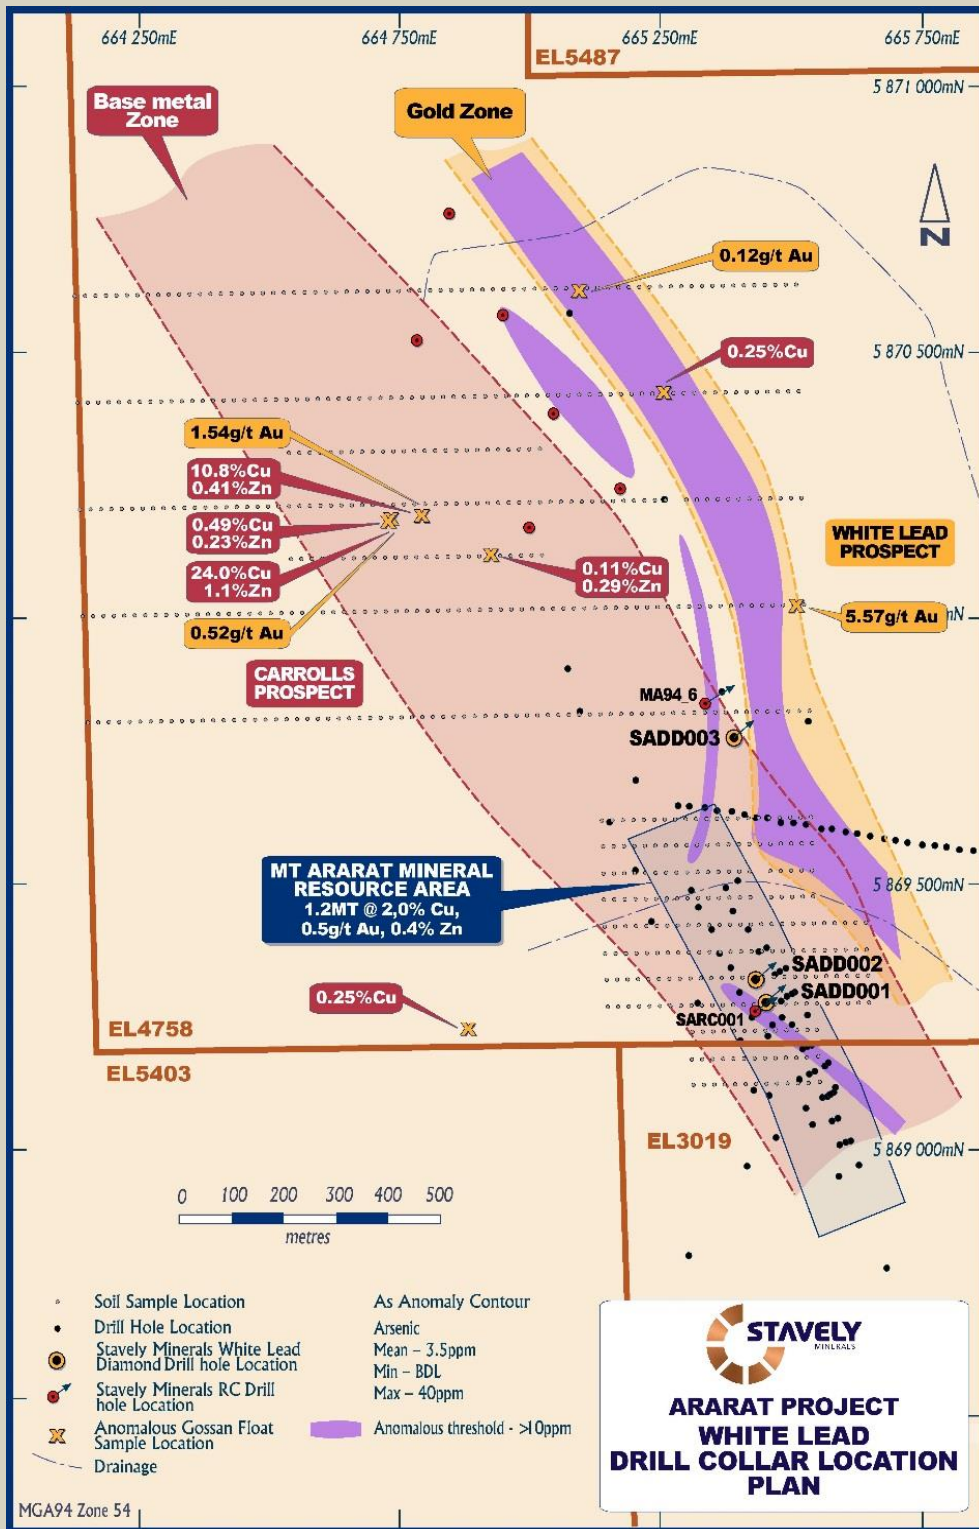 664 250mE
664 750mE
665 250mE
665 750mE
EL5487
5 871 000mN
Base metal
Zone
Gold Zone
N
0.12g/t Au
0.25%Cu
5 870 500mN
1.54g/t Au
10.8%Cu
0.41%Zn
0.49%Cu
0.23%Zn
24.0%Cu
1.1%Zn
0.52g/t Au
0.11%Cu
0.29%Zn
WHITE LEAD
PROSPECT
5.57g/t Au
mN
CARROLLS
PROSPECT
MA94_6
SADD003
MT ARARAT MINERAL
RESOURCE AREA
1.2MT @ 2,0% Cu,
0.5g/t Au, 0.4% Zn
5 869 500mN
SADD002
SADD001
SARC001
0.25%Cu
EL4758
EL5403
EL3019
5 869 000mN
0 100 200 300 400 500
metres
Soil Sample Location
Drill Hole Location
Stavely Minerals White Lead
Diamond Drill hole Location
Stavely Minerals RC Drill
hole Location
Anomalous Gossan Float
Sample Location
Drainage
As Anomaly Contour
Arsenic
Mean – 3.5ppm
Min – BDL
Max – 40ppm
Anomalous threshold - >10ppm
STAVELY
MINERALS
ARARAT PROJECT
WHITE LEAD
DRILL COLLAR LOCATION
PLAN
MGA94 Zone 54